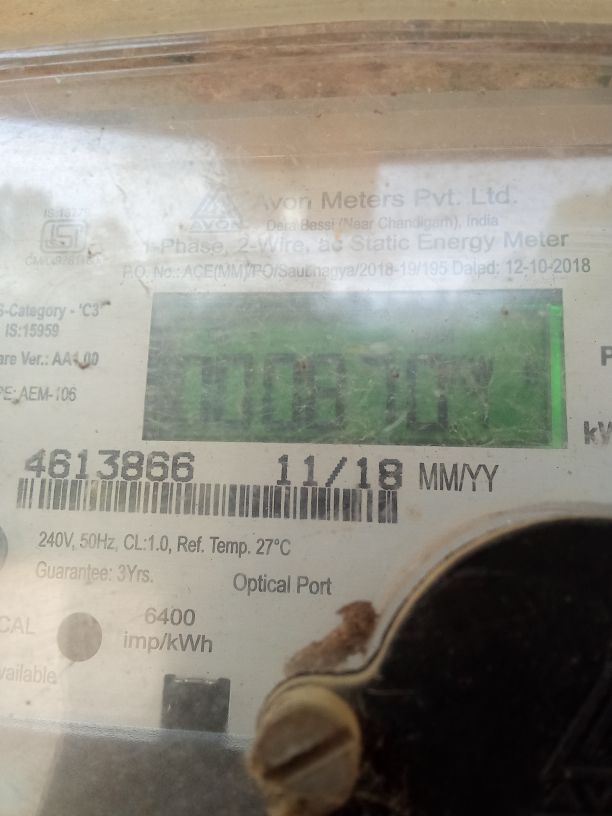 Avon Meters Pvt. Ltd.
AVON
Dera Bassi (Near Chandigarh), India
1-Phase, 2-Wire, ac Static Energy Meter
P.O. No.: ACE(MM)/PO/Saubhagya/2018-19/195 Dated: 12-10-2018
S-Category - 'C3'
IS:15959
are Ver.: AA1.00
PE: AEM-106
4613866 11/18 MM/YY
240V, 50Hz, CL:1.0, Ref. Temp. 27°C
Guarantee: 3Yrs.
Optical Port
CAL
6400
imp/kWh
vailable